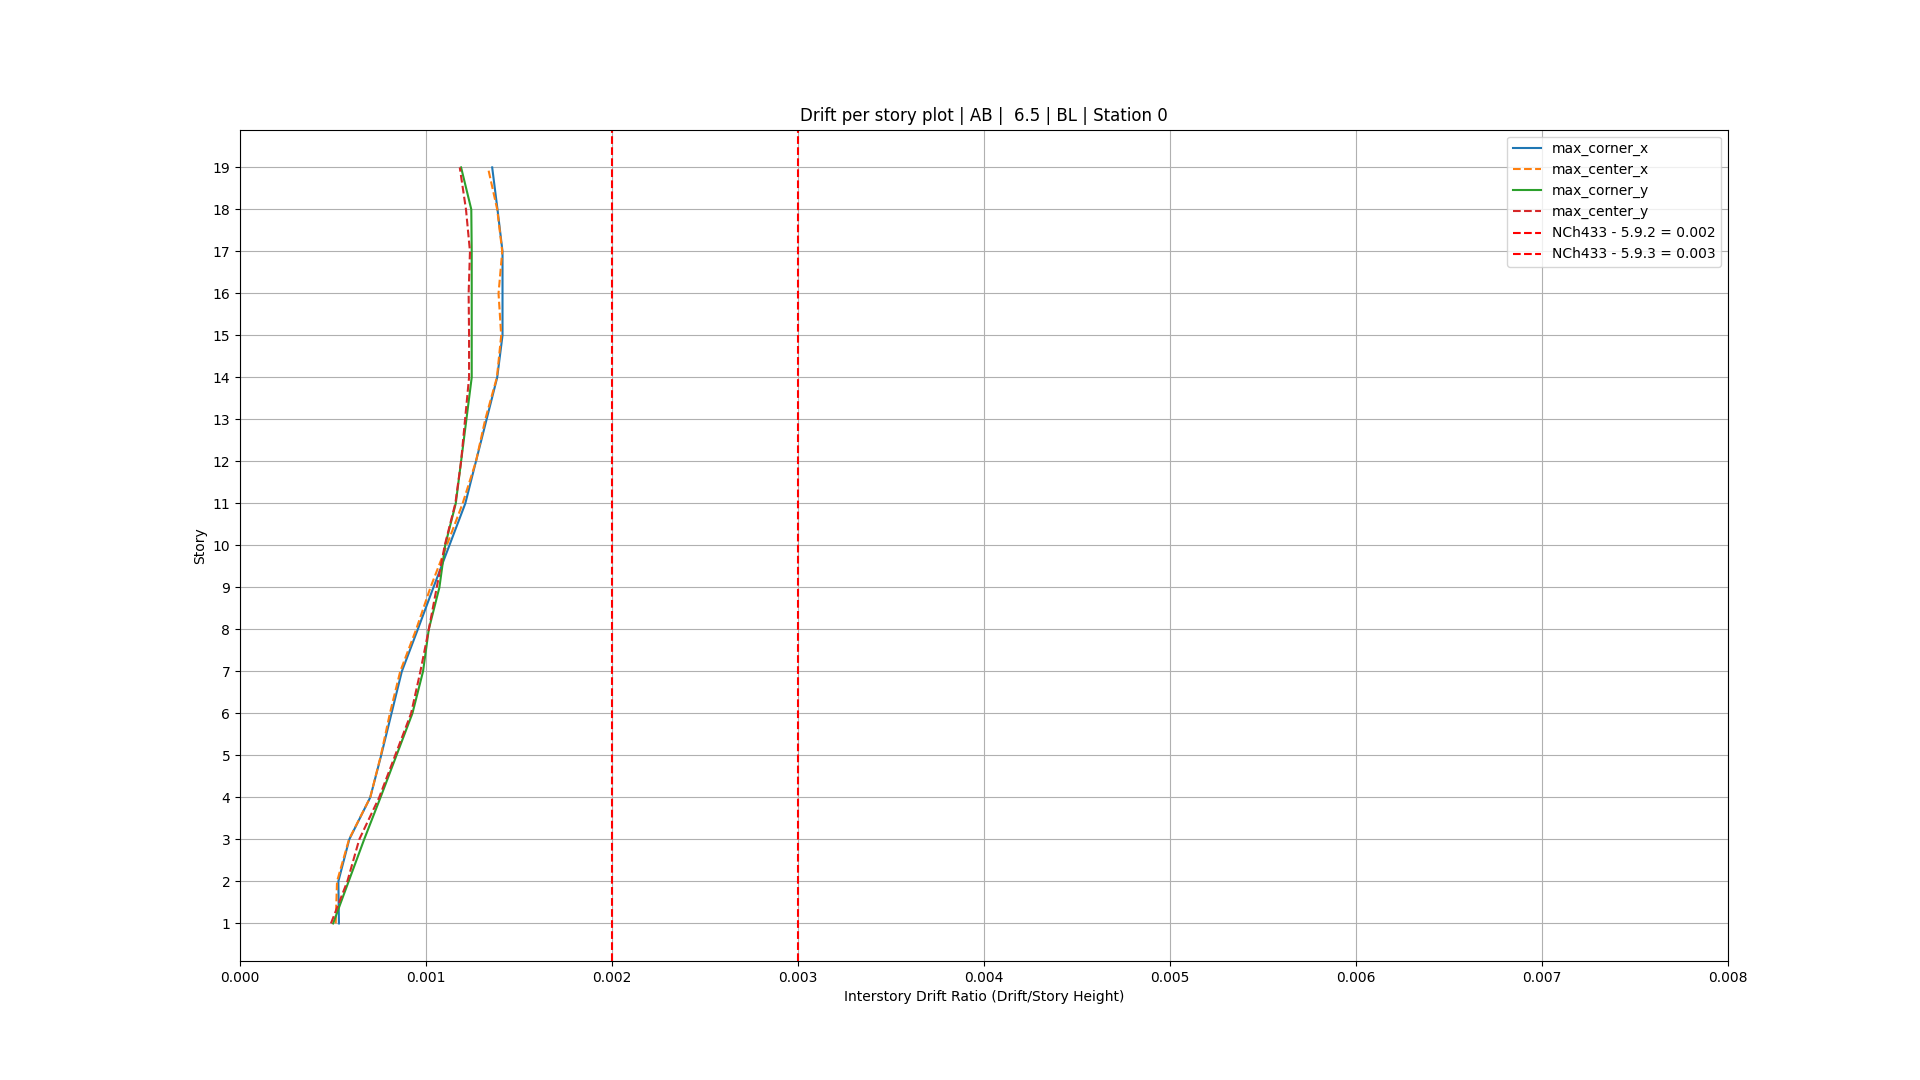 Drift per story plot | AB |  6.5 | BL | Station 0
max_corner_x
max_center_x
max_corner_y
max_center_y
NCh433 - 5.9.2 = 0.002
NCh433 - 5.9.3 = 0.003
Story
19
18
17
16
15
14
13
12
11
10
9
8
7
6
5
4
3
2
1
0.000 0.001 0.002 0.003 0.004 0.005 0.006 0.007 0.008
Interstory Drift Ratio (Drift/Story Height)